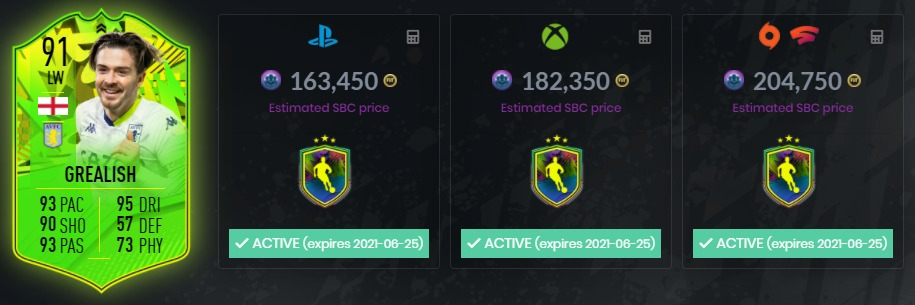 91
LW
GREALISH
93 PAC 95 DRI
90 SHO 57 DEF
93 PAS 73 PHY
163,450
Estimated SBC price
ACTIVE (expires 2021-06-25)
182,350
Estimated SBC price
ACTIVE (expires 2021-06-25)
204,750
Estimated SBC price
ACTIVE (expires 2021-06-25)